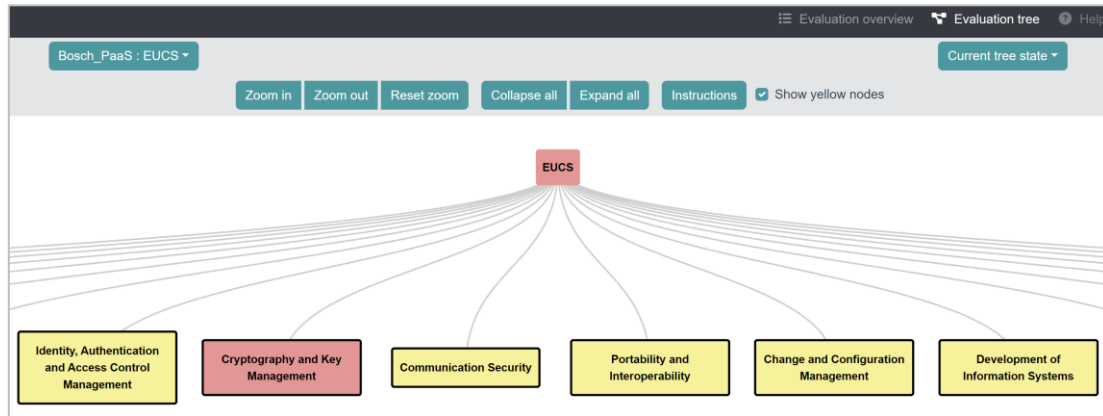 Evaluation overview
Evaluation tree
Bosch_PaaS : EUCS
Current tree state
Zoom in
Zoom out
Reset zoom
Collapse all
Expand all
Instructions
Show yellow nodes
EUCS
Identity, Authentication
and Access Control
Management
Cryptography and Key
Management
Communication Security
Portability and
Interoperability
Change and Configuration
Management
Development of
Information Systems